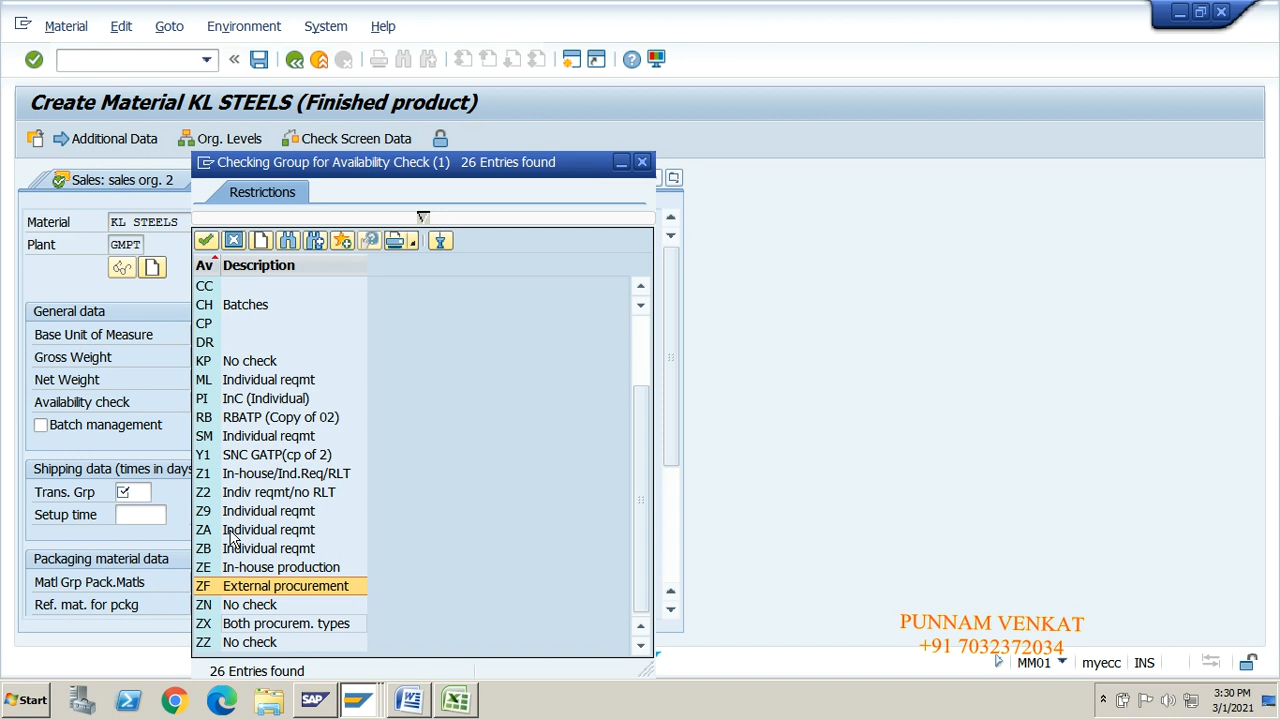 Material Edit Goto Environment System Help
Create Material KL STEELS (Finished product)
Additional Data Org. Levels Check Screen Data
Sales: sales org. 2
Material KL STEELS
Plant GMPT
General data
Base Unit of Measure
Gross Weight
Net Weight
Availability check
Batch management
Shipping data (times in days
Trans. Grp
Setup time
Packaging material data
Matl Grp Pack.Matls
Ref. mat. for pckg
Checking Group for Availability Check (1) 26 Entries found
Restrictions
Av Description
CC
CH Batches
CP
DR
KP No check
ML Individual reqmt
PI InC (Individual)
RB RBATP (Copy of 02)
SM Individual reqmt
Y1 SNC GATP(cp of 2)
Z1 In-house/Ind.Req/RLT
Z2 Indiv reqmt/no RLT
Z9 Individual reqmt
ZA Individual reqmt
ZB Individual reqmt
ZE In-house production
ZF External procurement
ZN No check
ZX Both procurem. types
ZZ No check
26 Entries found
PUNNAM VENKAT
+91 7032372034
MM01 myecc INS
Start SAP 3:30 PM
3/1/2021